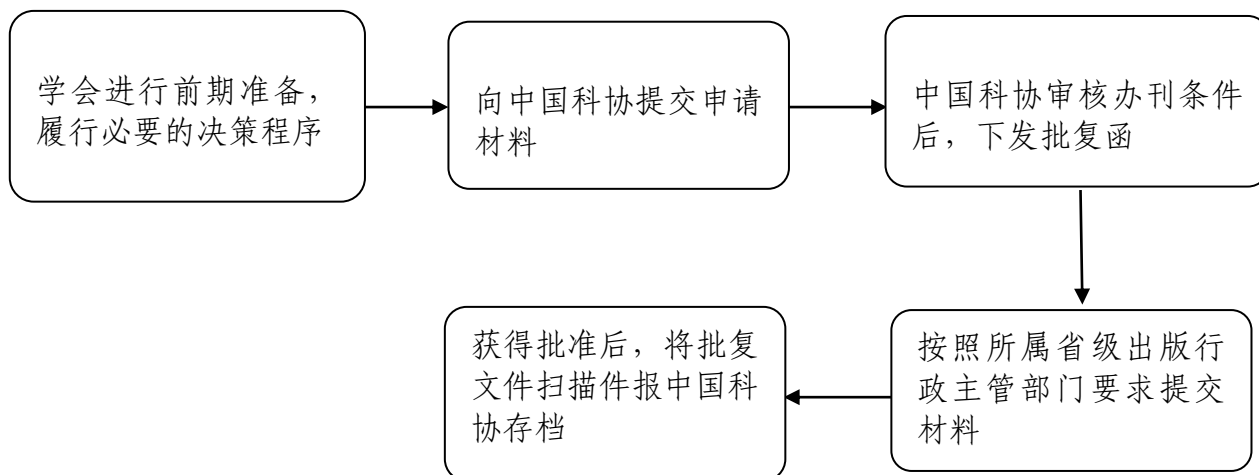 学会进行前期准备，
履行必要的决策程序
向中国科协提交申请
材料
中国科协审核办刊条件
后，下发批复函
按照所属省级出版行
政主管部门要求提交
材料
获得批准后，将批复
文件扫描件报中国科
协存档